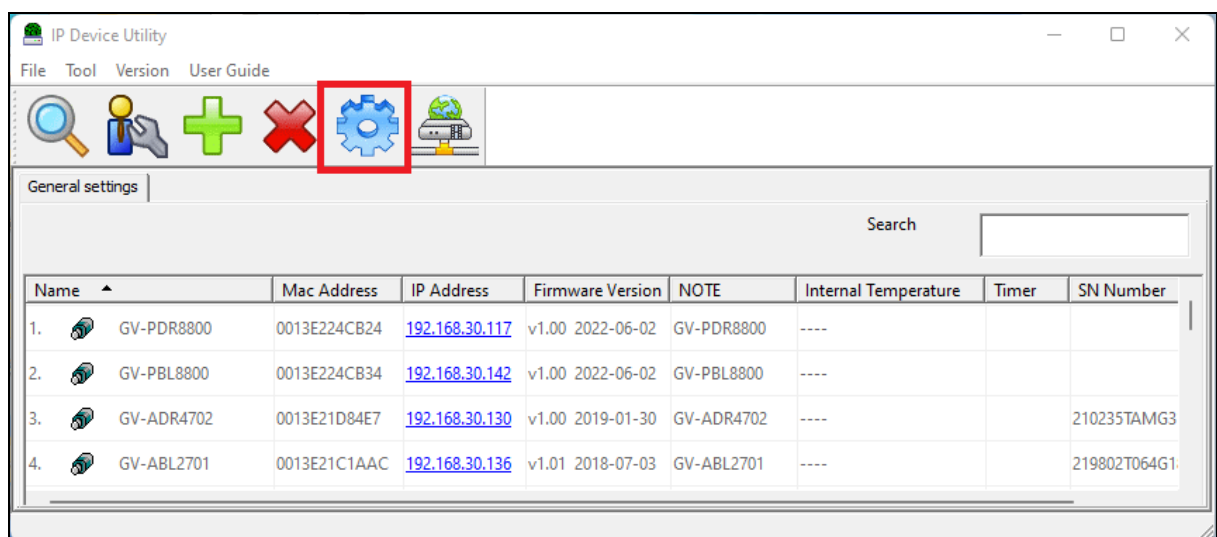 IP Device Utility
File Tool Version User Guide
General settings
Search
Name Mac Address IP Address Firmware Version NOTE Internal Temperature Timer SN Number
1. GV-PDR8800 0013E224CB24 192.168.30.117 v1.00 2022-06-02 GV-PDR8800 ----
2. GV-PBL8800 0013E224CB34 192.168.30.142 v1.00 2022-06-02 GV-PBL8800 ----
3. GV-ADR4702 0013E21D84E7 192.168.30.130 v1.00 2019-01-30 GV-ADR4702 ---- 210235TAMG3
4. GV-ABL2701 0013E21C1AAC 192.168.30.136 v1.01 2018-07-03 GV-ABL2701 ---- 219802T064G1